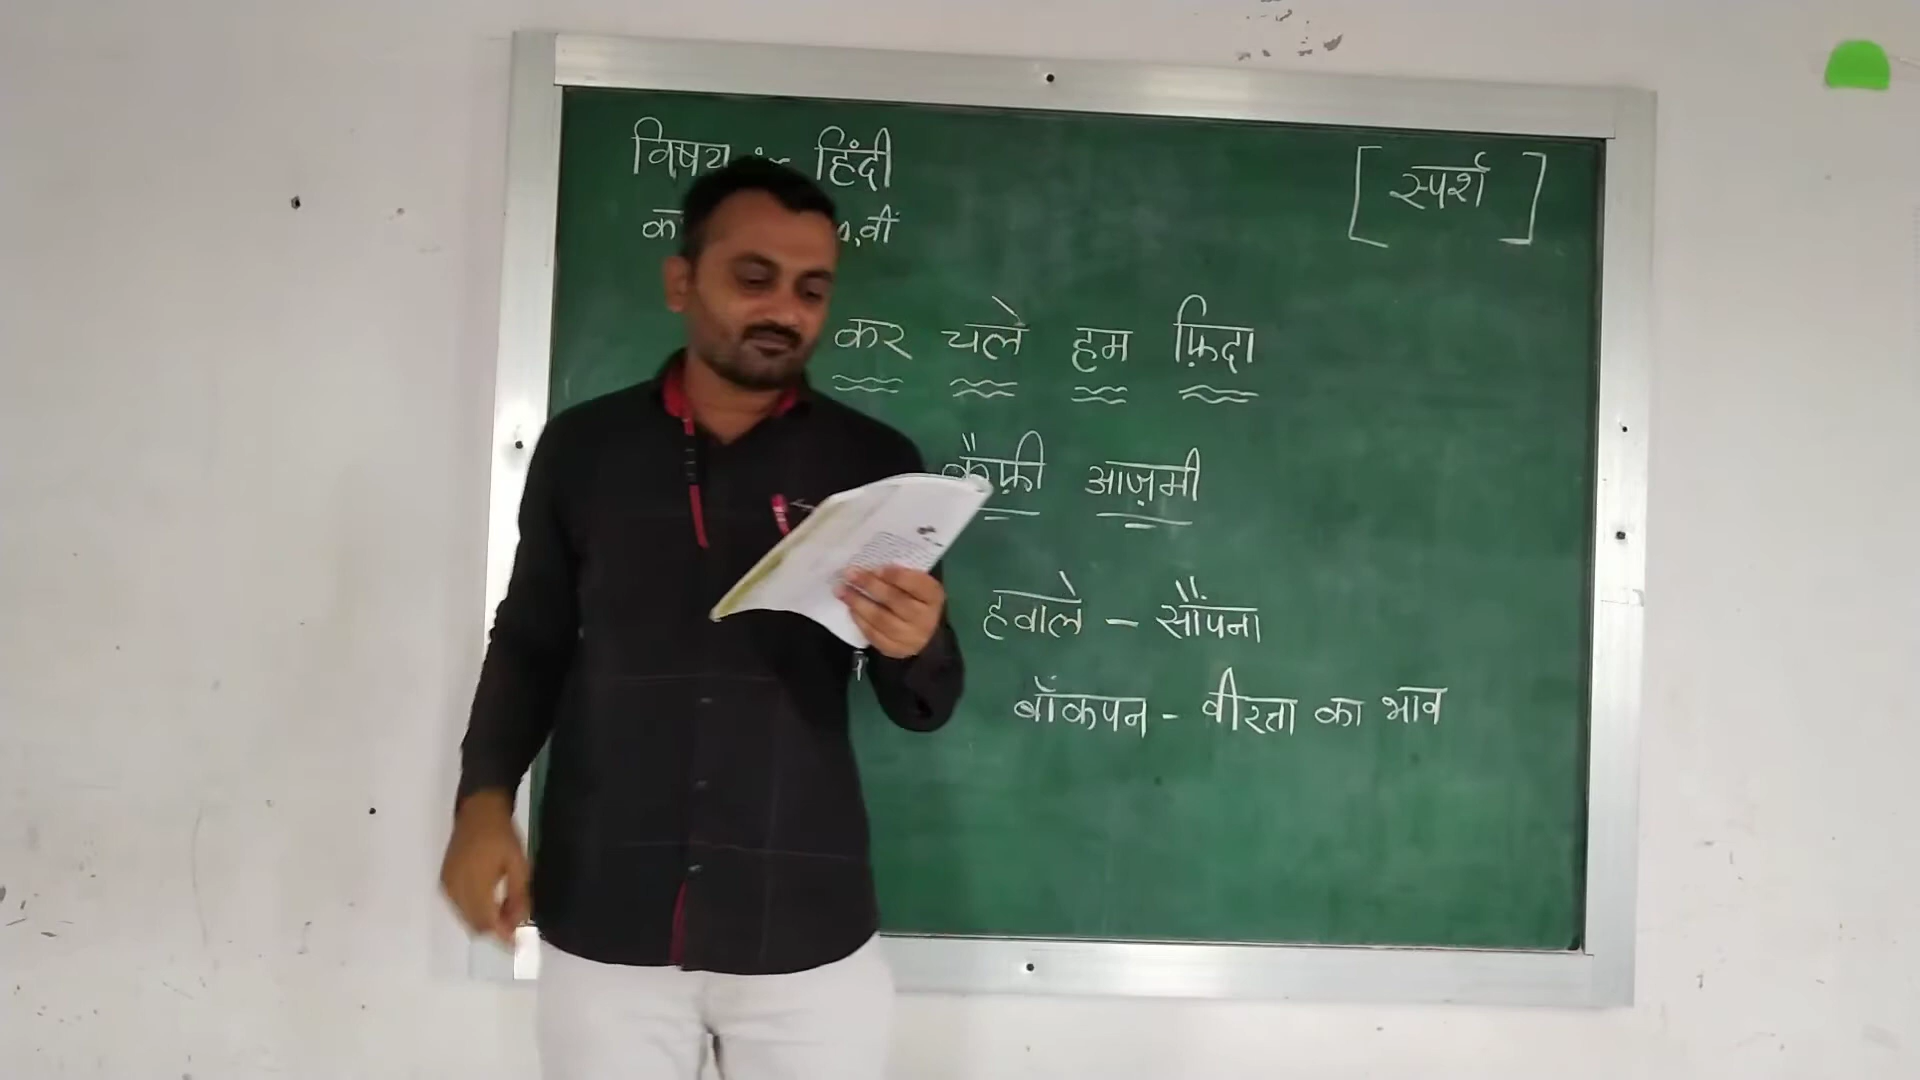 विषय :- हिंदी
[ स्पर्श ]
वीं
कर चले हम फ़िदा
कैफ़ी आज़मी
हवाले – सौंपना
बाँकपन - वीरता का भाव